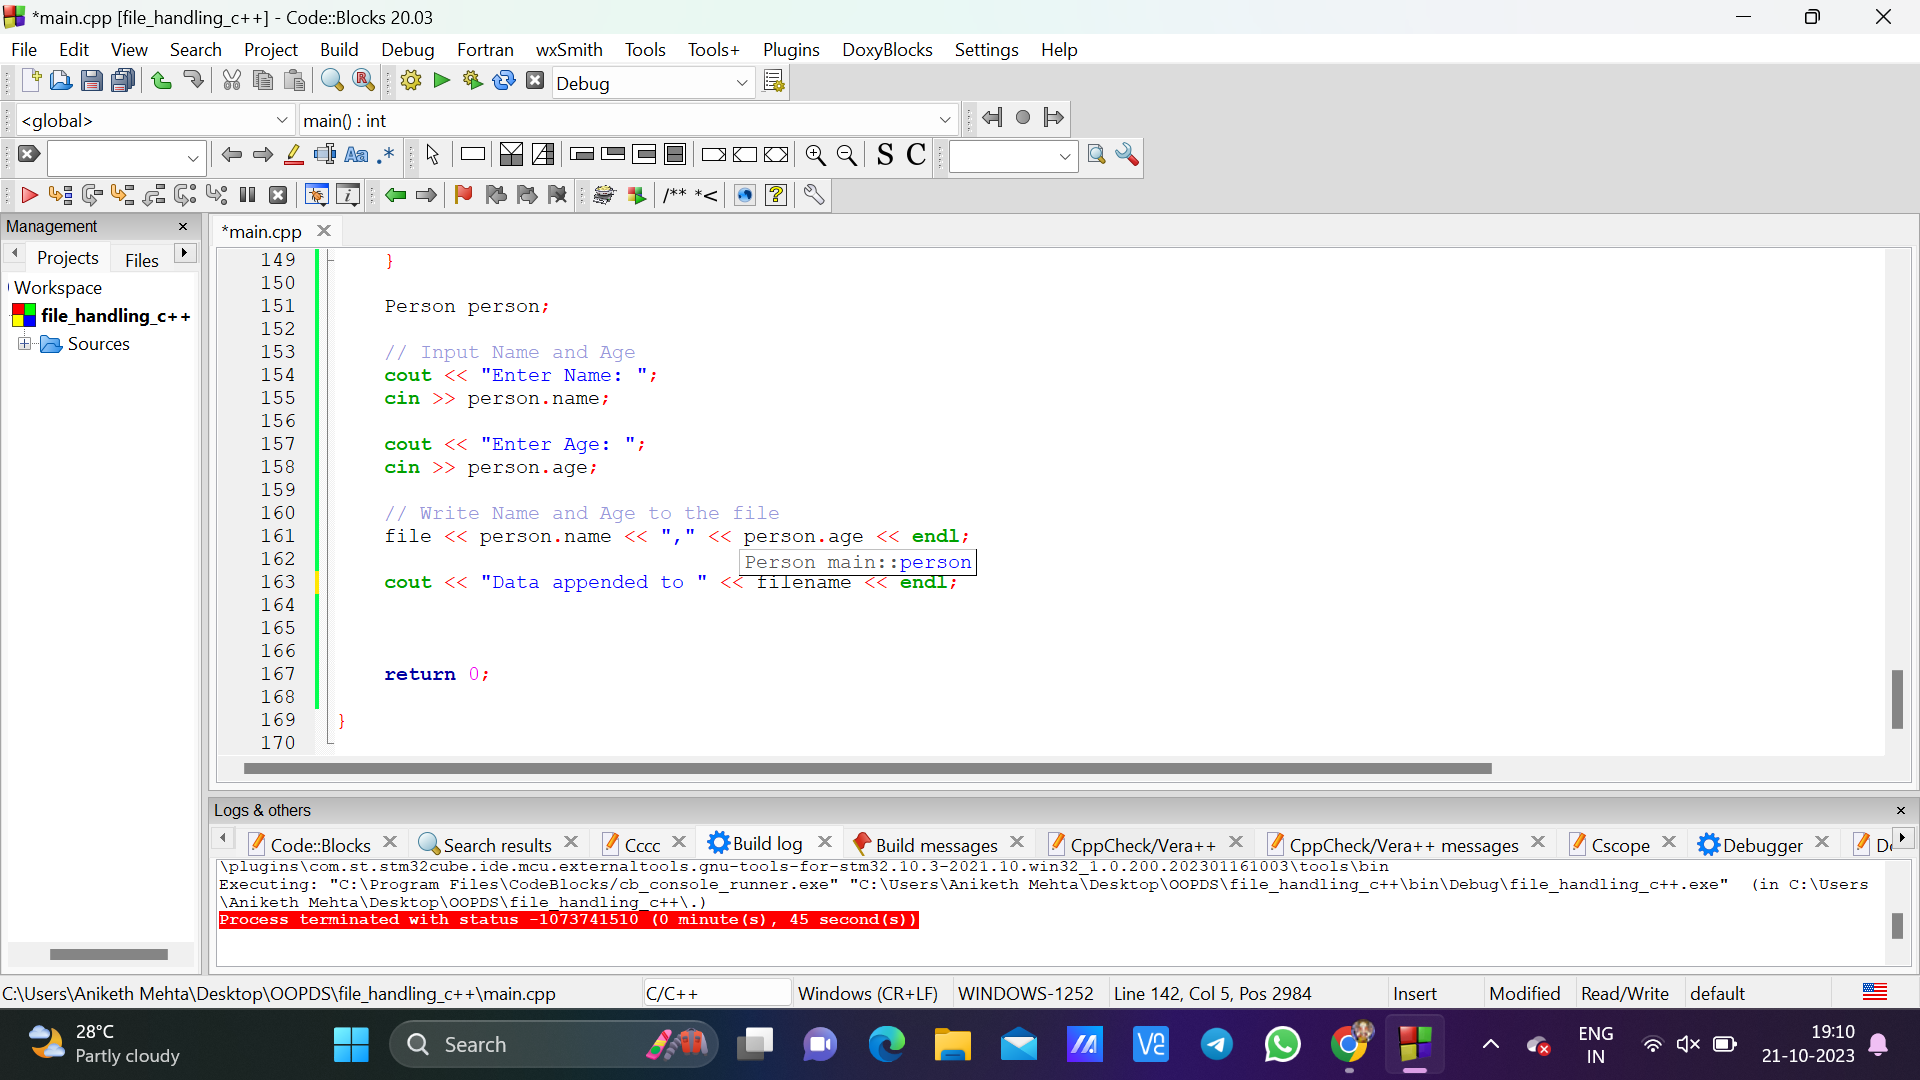 *main.cpp [file_handling_c++] - Code::Blocks 20.03
File Edit View Search Project Build Debug Fortran wxSmith Tools Tools+ Plugins DoxyBlocks Settings Help
Debug
<global> main() : int
Aa .* S C
/** *<
Management
*main.cpp
Projects Files
Workspace
file_handling_c++
Sources
149 }
150
151 Person person;
152
153 // Input Name and Age
154 cout << "Enter Name: ";
155 cin >> person.name;
156
157 cout << "Enter Age: ";
158 cin >> person.age;
159
160 // Write Name and Age to the file
161 file << person.name << "," << person.age << endl;
162 Person main::person
163 cout << "Data appended to " << filename << endl;
164
165
166
167 return 0;
168
169 }
170
Logs & others
Code::Blocks Search results Cccc Build log Build messages CppCheck/Vera++ CppCheck/Vera++ messages Cscope Debugger
\plugins\com.st.stm32cube.ide.mcu.externaltools.gnu-tools-for-stm32.10.3-2021.10.win32_1.0.200.202301161003\tools\bin
Executing: "C:\Program Files\CodeBlocks/cb_console_runner.exe" "C:\Users\Aniketh Mehta\Desktop\OOPDS\file_handling_c++\bin\Debug\file_handling_c++.exe"  (in C:\Users
\Aniketh Mehta\Desktop\OOPDS\file_handling_c++\.)
Process terminated with status -1073741510 (0 minute(s), 45 second(s))
C:\Users\Aniketh Mehta\Desktop\OOPDS\file_handling_c++\main.cpp C/C++ Windows (CR+LF) WINDOWS-1252 Line 142, Col 5, Pos 2984 Insert Modified Read/Write default
28°C
Partly cloudy
Search
ENG
IN
19:10
21-10-2023